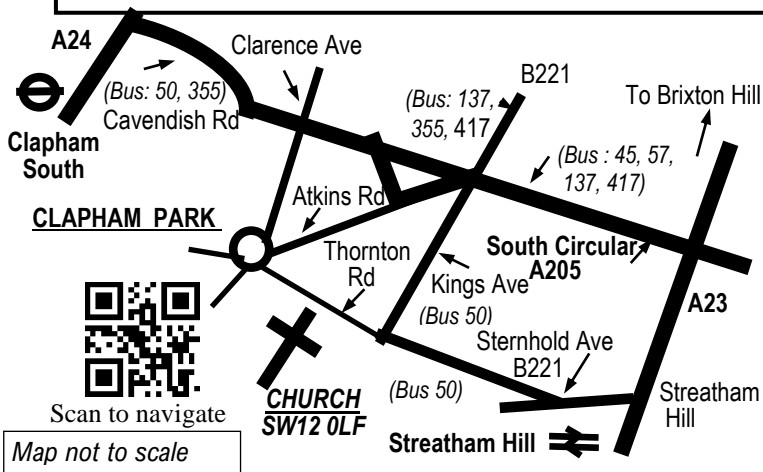 A24
Clarence Ave
B221
To Brixton Hill
(Bus: 50, 355)
Cavendish Rd
(Bus: 137,
355, 417
(Bus : 45, 57,
137, 417)
Clapham
South
Atkins Rd
CLAPHAM PARK
Thornton
Rd
South Circular
A205
Kings Ave
(Bus 50)
A23
Sternhold Ave
B221
Scan to navigate
CHURCH
SW12 0LF
(Bus 50)
Streatham
Hill
Streatham Hill
Map not to scale